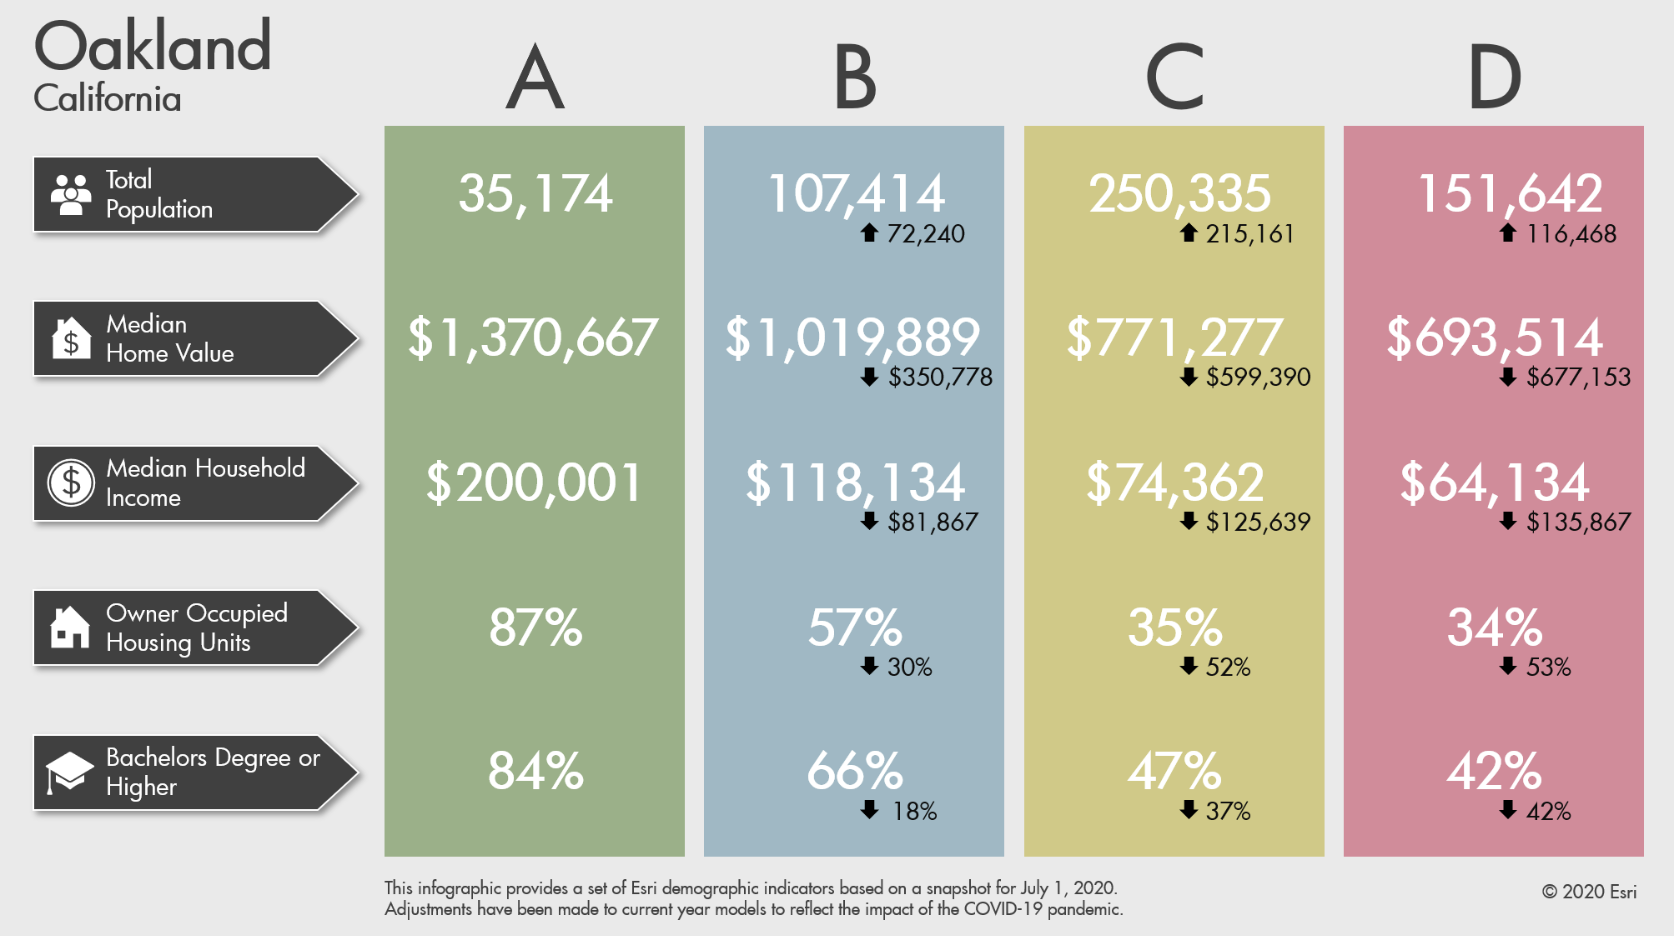 Oakland
California
A
B
C
D
Total
Population
35,174
107,414
72,240
250,335
215,161
151,642
116,468
Median
Home Value
$1,370,667
$1,019,889
$350,778
$771,277
$599,390
$693,514
$677,153
Median Household
Income
$200,001
$118,134
$81,867
$74,362
$125,639
$64,134
$135,867
Owner Occupied
Housing Units
87%
57%
30%
35%
52%
34%
53%
Bachelors Degree or
Higher
84%
66%
18%
47%
37%
42%
42%
This infographic provides a set of Esri demographic indicators based on a snapshot for July 1, 2020.
Adjustments have been made to current year models to reflect the impact of the COVID-19 pandemic.
© 2020 Esri